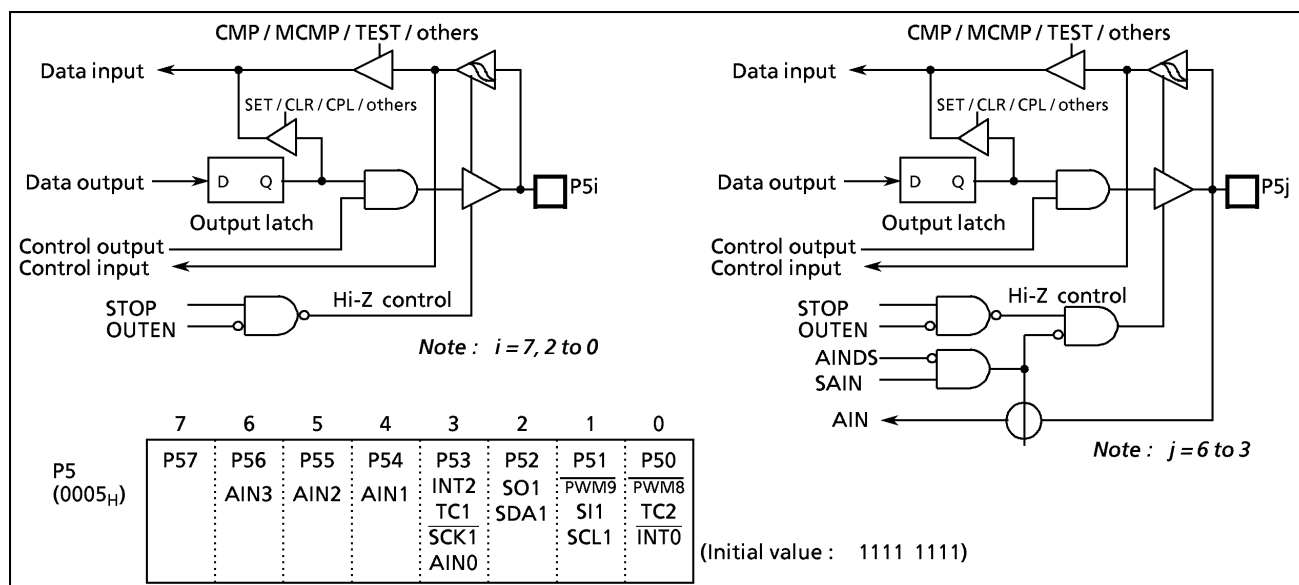 CMP / MCMP / TEST / others
Data input
SET / CLR / CPL / others
Data output
D Q
P5i
Output latch
Control output
Control input
Hi-Z control
STOP
OUTEN
Note : i = 7, 2 to 0
CMP / MCMP / TEST / others
Data input
SET / CLR / CPL / others
Data output
D Q
P5j
Output latch
Control output
Control input
Hi-Z control
STOP
OUTEN
AINDS
SAIN
AIN
Note : j = 6 to 3
7 6 5 4 3 2 1 0
P5 (0005H)
P57 P56 P55 P54 P53 P52 P51 P50
AIN3 AIN2 AIN1 INT2 SO1 PWM9 PWM8
TC1 SDA1 SI1 TC2
SCK1 SCL1 INT0
AIN0
(Initial value : 1111 1111)